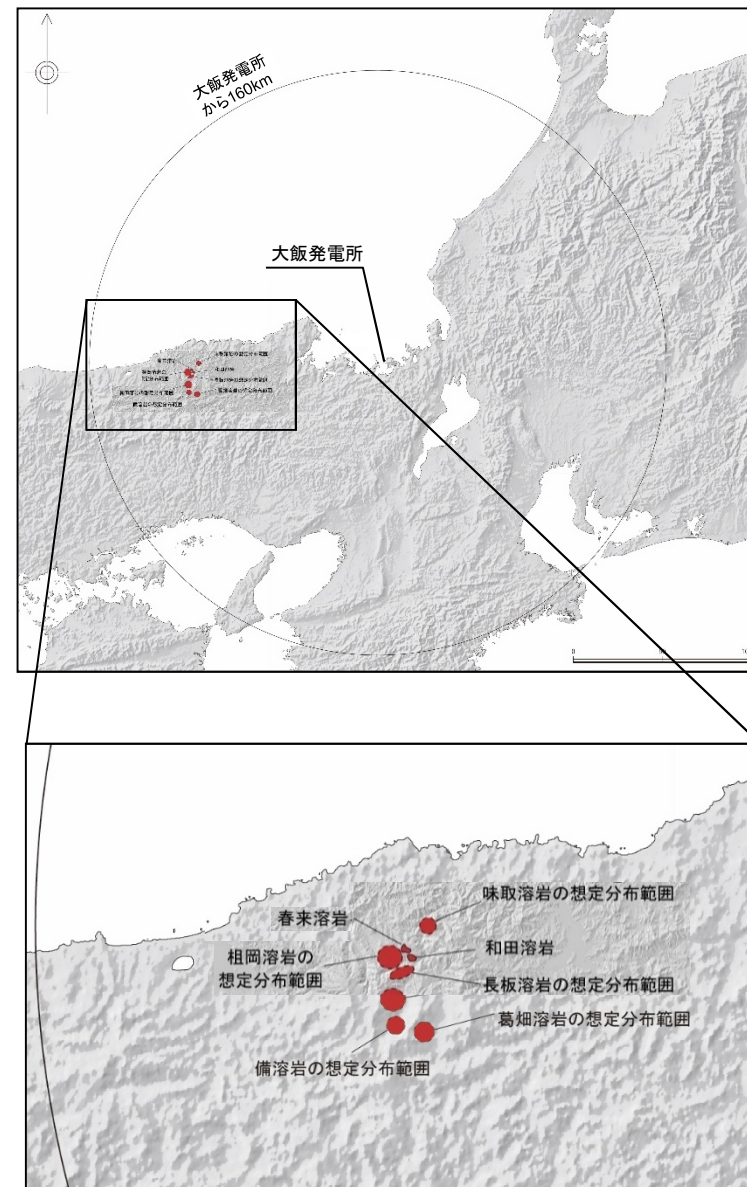 大飯発電所
から160km
大飯発電所
0
味取溶岩の想定分布範囲
春来溶岩
和田溶岩
祖岡溶岩の
想定分布範囲
長板溶岩の想定分布範囲
葛畑溶岩の想定分布範囲
備溶岩の想定分布範囲